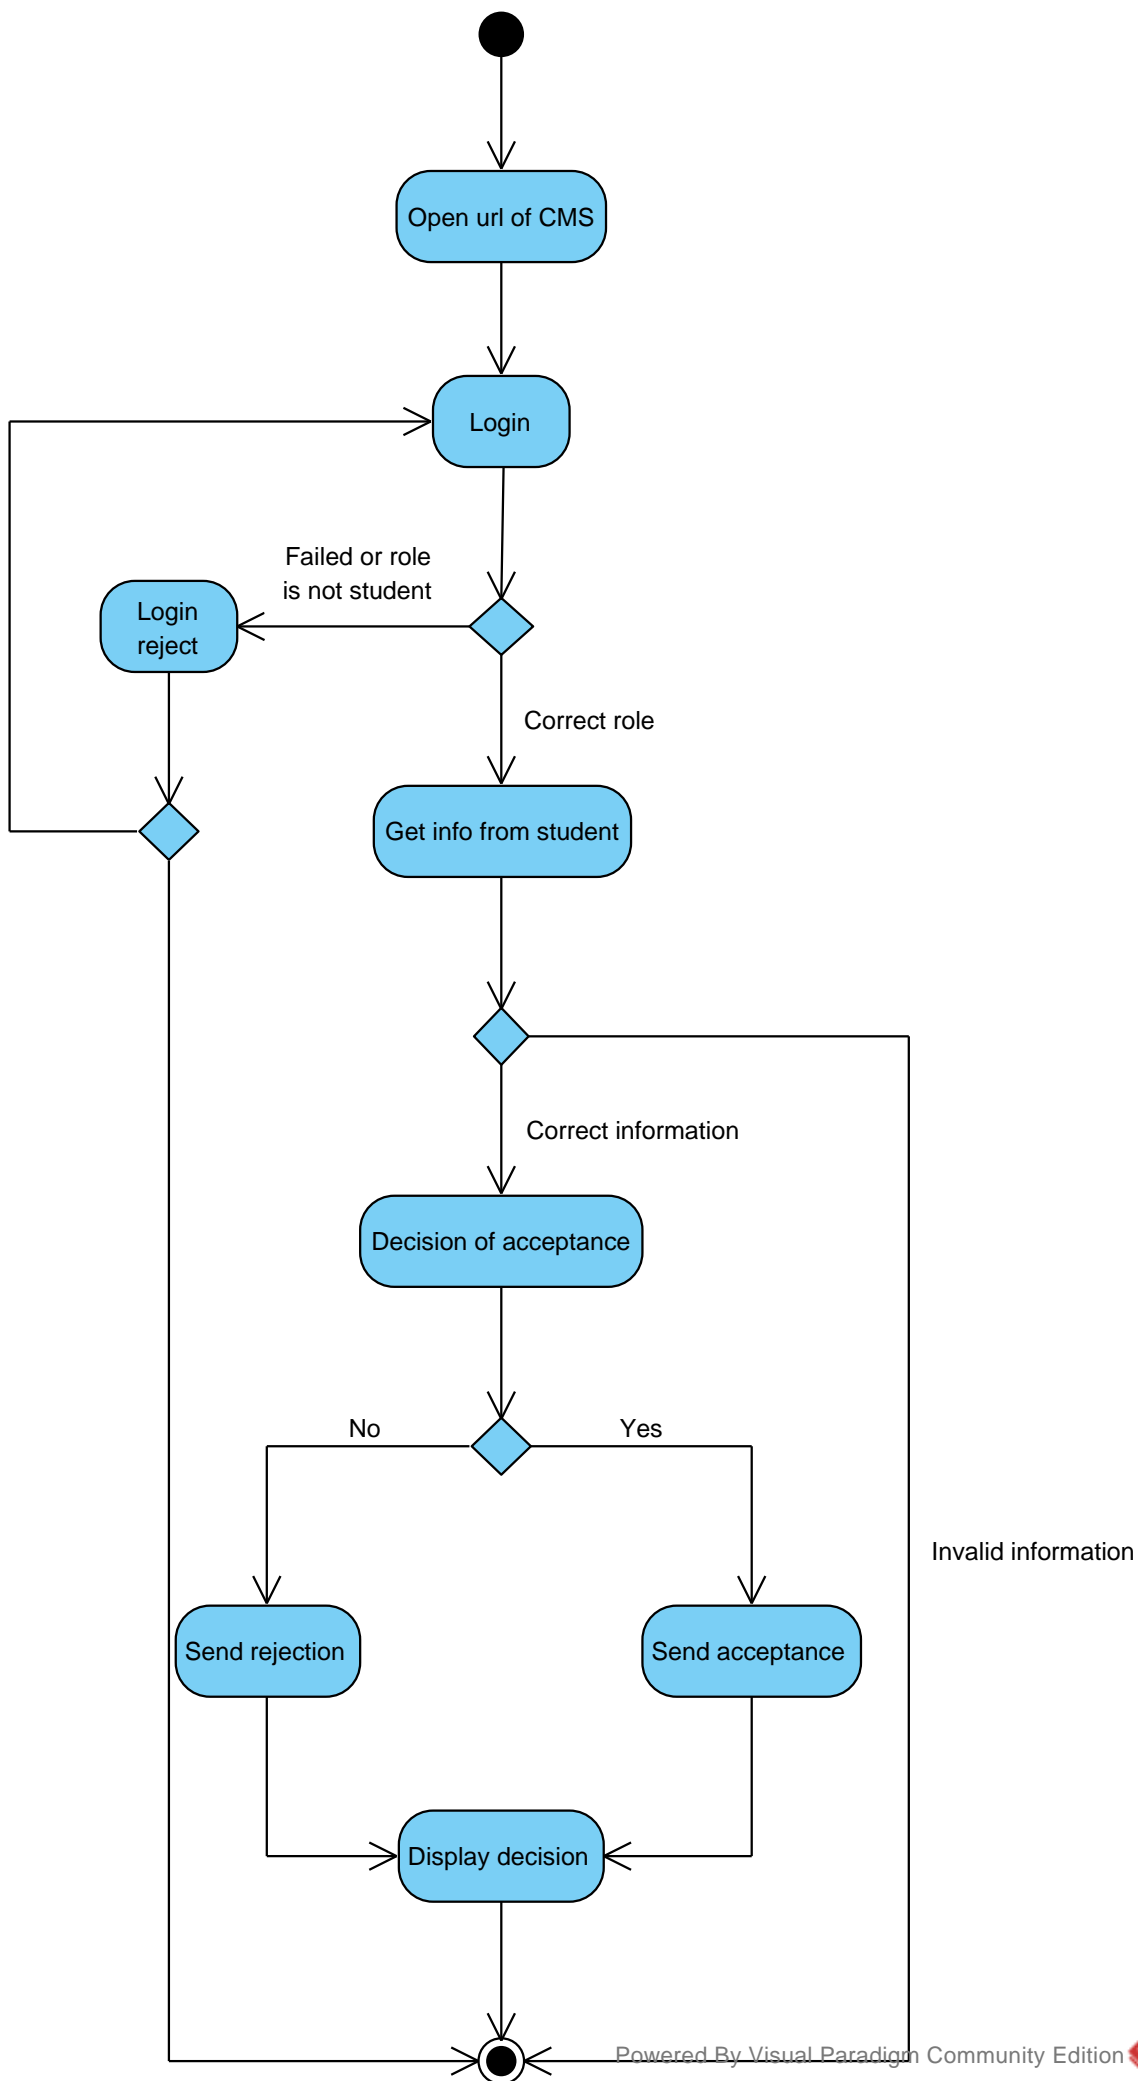 Open url of CMS
Login
Failed or role
is not student
Login
reject
Correct role
Get info from student
Correct information
Decision of acceptance
No
Yes
Invalid information
Send rejection
Send acceptance
Display decision
Powered By Visual Paradigm Community Edition